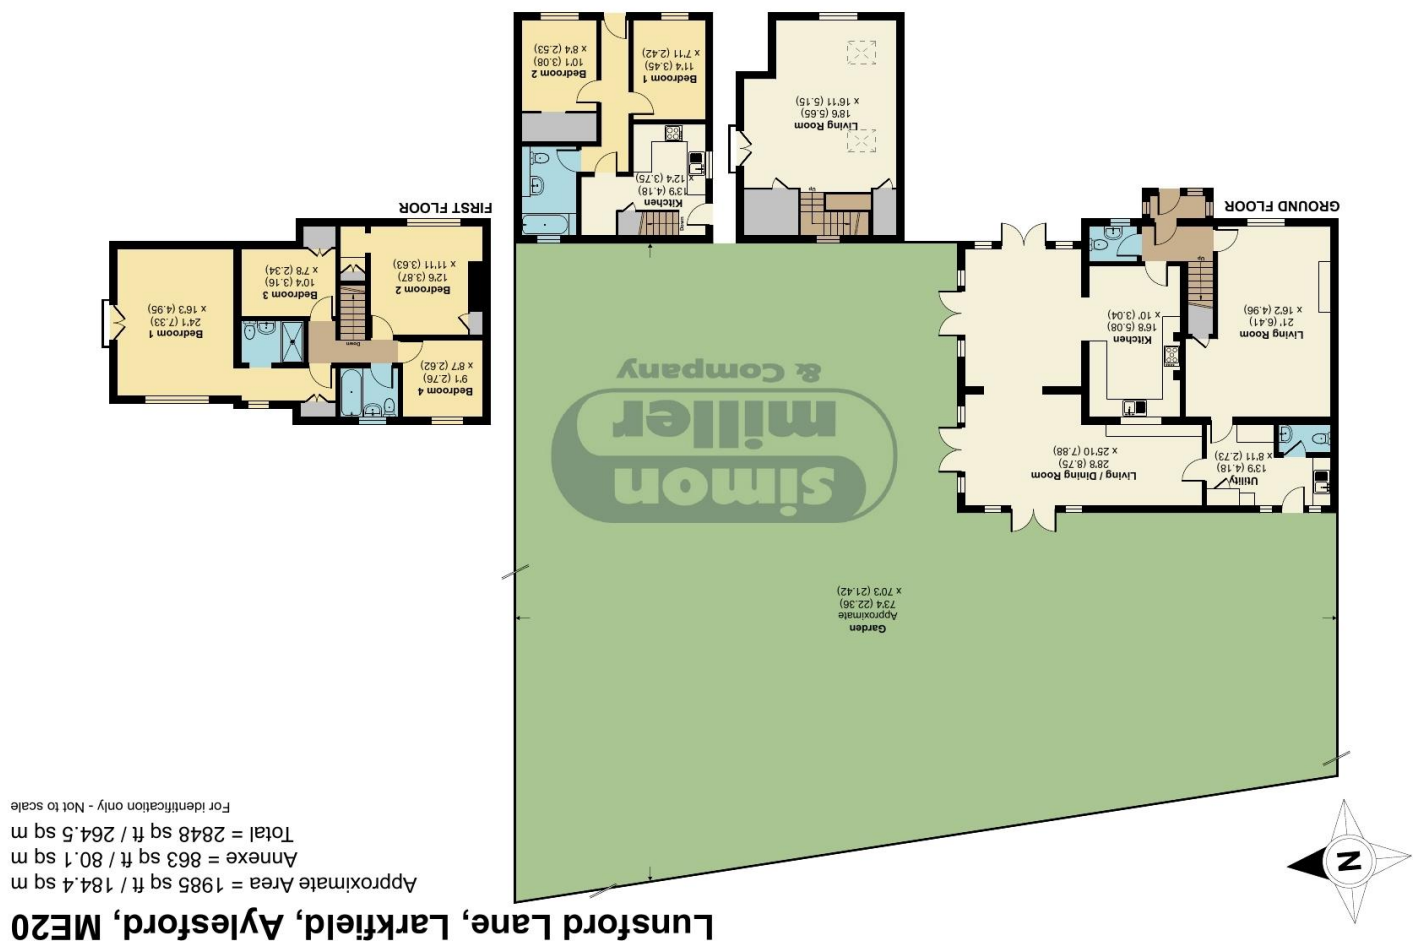 Lunsford Lane, Larkfield, Aylesford, ME20
Approximate Area = 1985 sq ft / 184.4 sq m
Annexe = 863 sq ft / 80.1 sq m
Total = 2848 sq ft / 264.5 sq m
For identification only - Not to scale
N
Garden
Approximate
73'4 (22.36)
x 70'3 (21.42)
simon
miller
& Company
Utility
13'9 (4.18)
x 8'11 (2.73)
Living / Dining Room
28'8 (8.75)
x 25'10 (7.88)
Living Room
21' (6.41)
x 16'2 (4.96)
Kitchen
16'8 (5.08)
x 10' (3.04)
Up
GROUND FLOOR
Bedroom 4
9'1 (2.76)
x 8'7 (2.62)
Down
Bedroom 1
24'1 (7.33)
x 16'3 (4.95)
Bedroom 2
12'6 (3.87)
x 11'11 (3.63)
Bedroom 3
10'4 (3.16)
x 7'8 (2.34)
FIRST FLOOR
Down
Kitchen
13'9 (4.18)
x 12'4 (3.75)
Bedroom 1
11'4 (3.45)
x 7'11 (2.42)
Bedroom 2
10'1 (3.08)
x 8'4 (2.53)
Up
Living Room
18'6 (5.65)
x 16'11 (5.15)